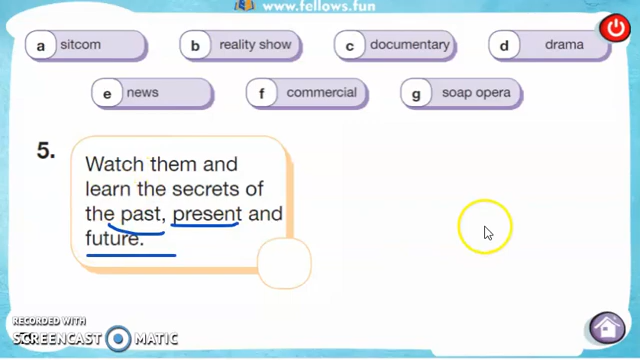 www.fellows.fun
a sitcom b reality show c documentary d drama
e news f commercial g soap opera
5.
Watch them and
learn the secrets of
the past, present and
future.
RECORDED WITH
SCREENCAST MATIC